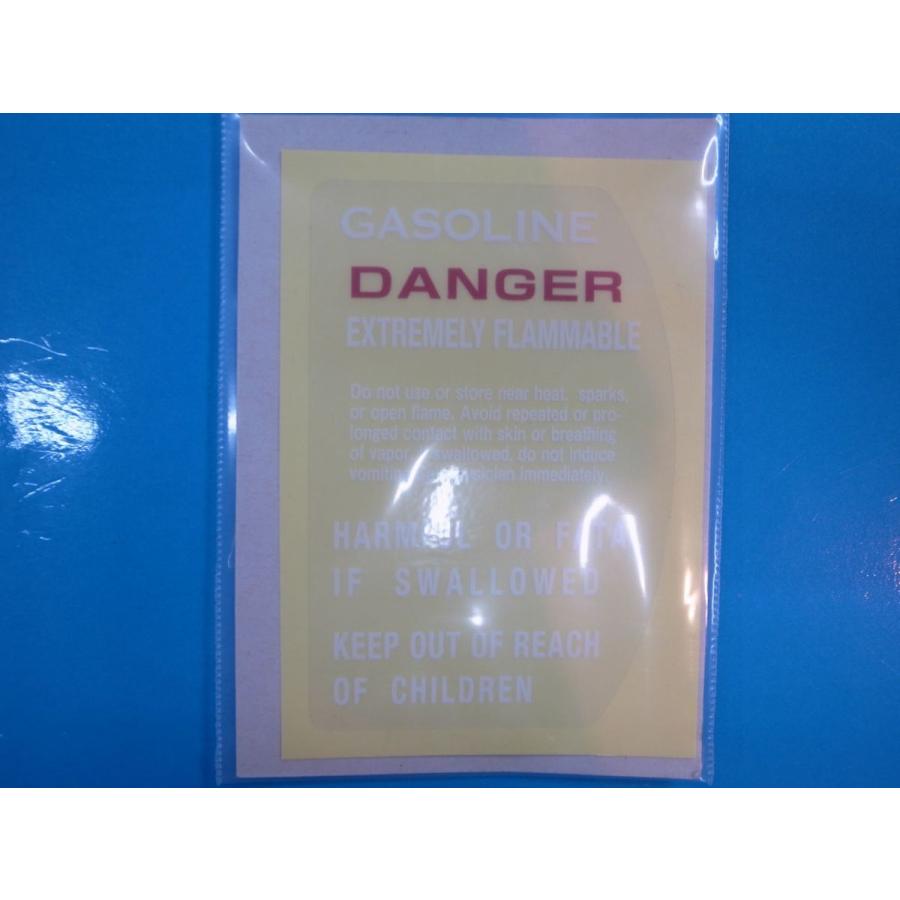 GASOLINE
DANGER
EXTREMELY FLAMMABLE
Do not use or store near heat, sparks,
or open flame. Avoid repeated or pro-
longed contact with skin or breathing
of vapor. swallowed, do not induce
immediately.
OR
IF SWALLOWED
KEEP OUT OF REACH
OF CHILDREN